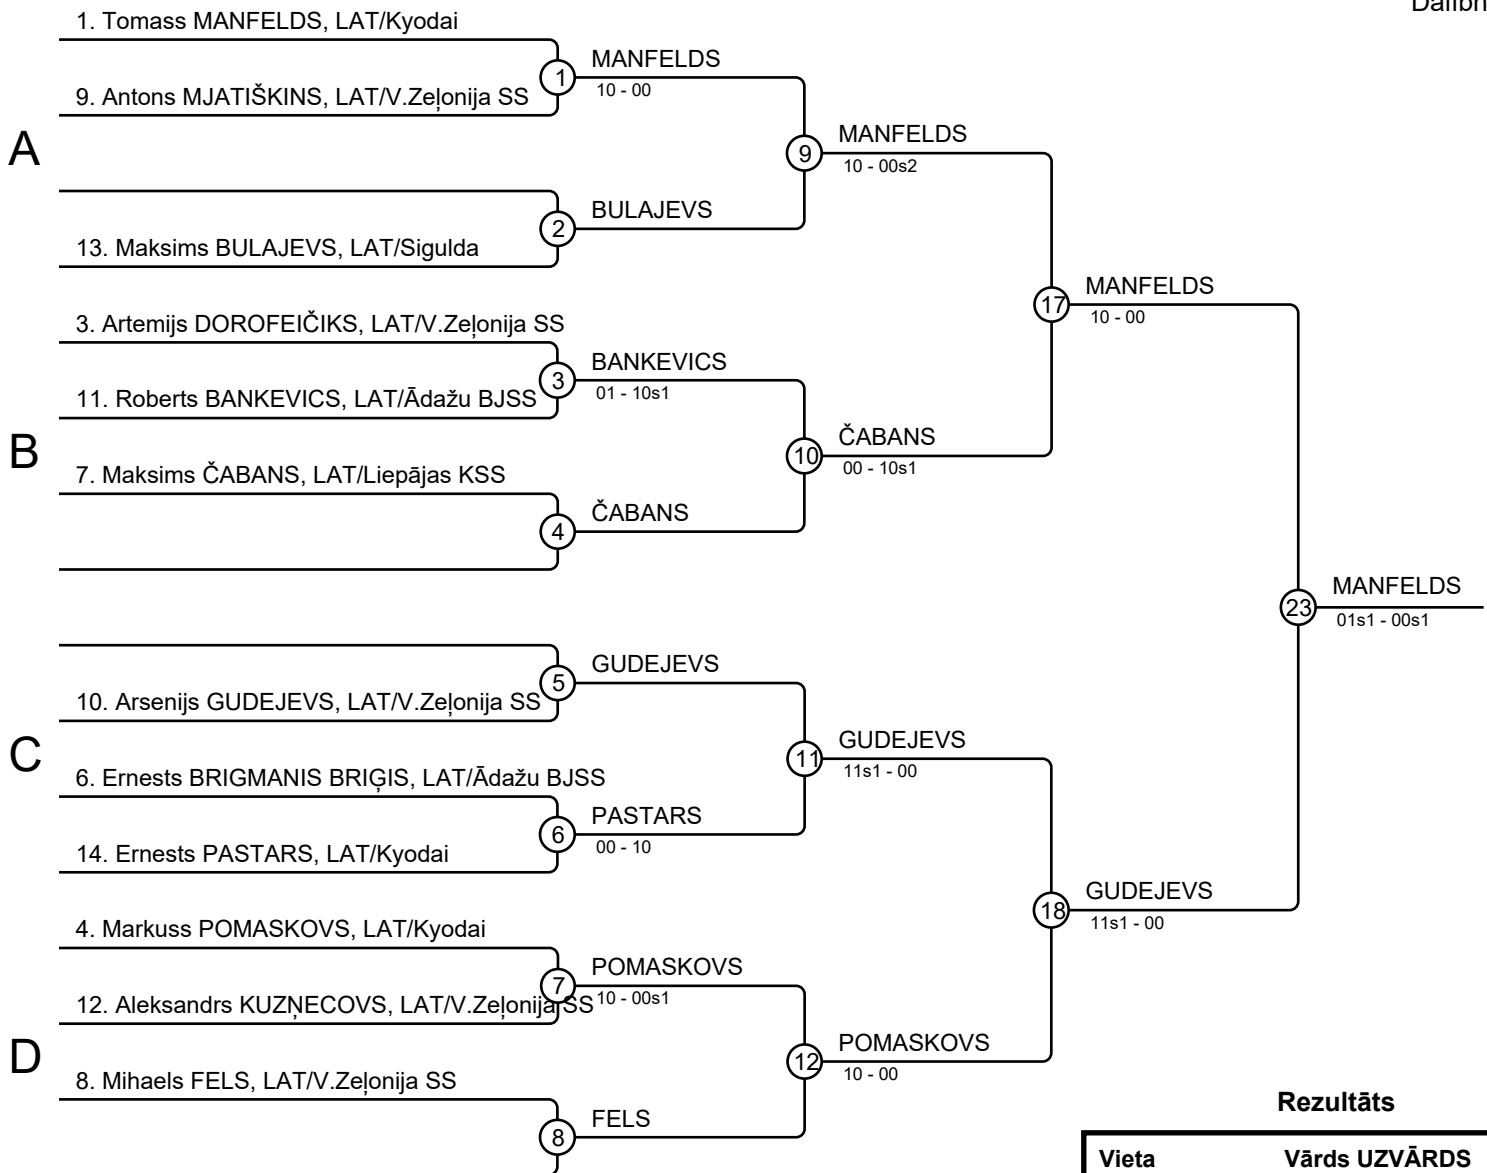 Dalībn
1. Tomass MANFELDS, LAT/Kyodai
1
MANFELDS
10 - 00
9. Antons MJATIŠKINS, LAT/V.Zeļonija SS
A
9
MANFELDS
10 - 00s2
2
BULAJEVS
13. Maksims BULAJEVS, LAT/Sigulda
17
MANFELDS
10 - 00
3. Artemijs DOROFEIČIKS, LAT/V.Zeļonija SS
3
BANKEVICS
01 - 10s1
11. Roberts BANKEVICS, LAT/Ādažu BJSS
B
10
ČABANS
00 - 10s1
7. Maksims ČABANS, LAT/Liepājas KSS
4
ČABANS
23
MANFELDS
01s1 - 00s1
5
GUDEJEVS
10. Arsenijs GUDEJEVS, LAT/V.Zeļonija SS
C
11
GUDEJEVS
11s1 - 00
6. Ernests BRIGMANIS BRIĢIS, LAT/Ādažu BJSS
6
PASTARS
00 - 10
14. Ernests PASTARS, LAT/Kyodai
18
GUDEJEVS
11s1 - 00
4. Markuss POMASKOVS, LAT/Kyodai
7
POMASKOVS
10 - 00s1
12. Aleksandrs KUZŅECOVS, LAT/V.Zeļonija SS
D
12
POMASKOVS
10 - 00
8. Mihaels FELS, LAT/V.Zeļonija SS
8
FELS
Rezultāts
Vieta Vārds UZVĀRDS